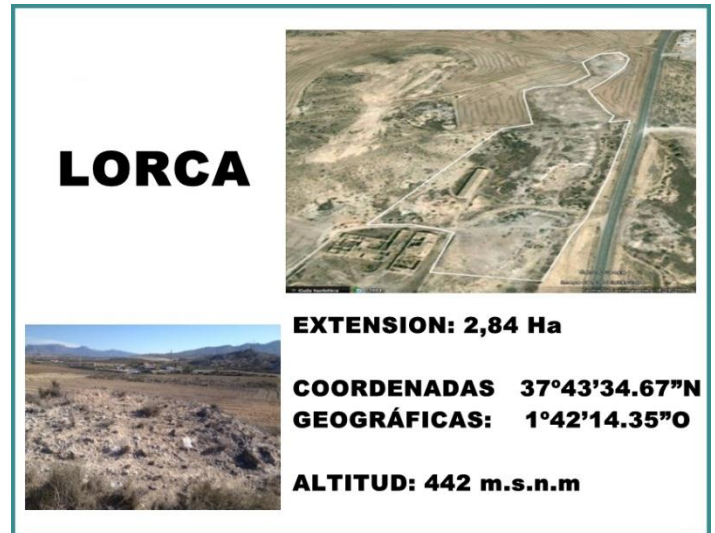 LORCA
EXTENSION: 2,84 Ha
COORDENADAS 37º43’34.67”N
GEOGRÁFICAS: 1º42’14.35”O
ALTITUD: 442 m.s.n.m